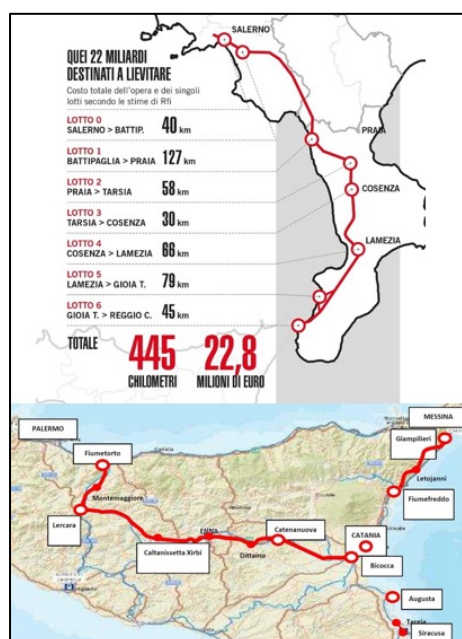 SALERNO
QUEI 22 MILIARDI
DESTINATI A LIEVITARE
Costo totale dell'opera e dei singoli
lotti secondo le stime di Rfi
LOTTO 0
SALERNO > BATTIP. 40 km
LOTTO 1
BATTIPAGLIA > PRAIA 127 km
PRAIA
LOTTO 2
PRAIA > TARSIA 58 km
LOTTO 3
TARSIA > COSENZA 30 km
COSENZA
LOTTO 4
COSENZA > LAMEZIA 66 km
LAMEZIA
LOTTO 5
LAMEZIA > GIOIA T. 79 km
LOTTO 6
GIOIA T. > REGGIO C. 45 km
TOTALE 445 22,8
CHILOMETRI MILIONI DI EURO
PALERMO
MESSINA
Fiumetorto
Giampilieri
Montemaggiore
Letojanni
Fiumefreddo
Lercara
ENNA
Catenanuova
CATANIA
Caltanissetta Xirbi
Dittaino
Bicocca
Augusta
Targia
Siracusa